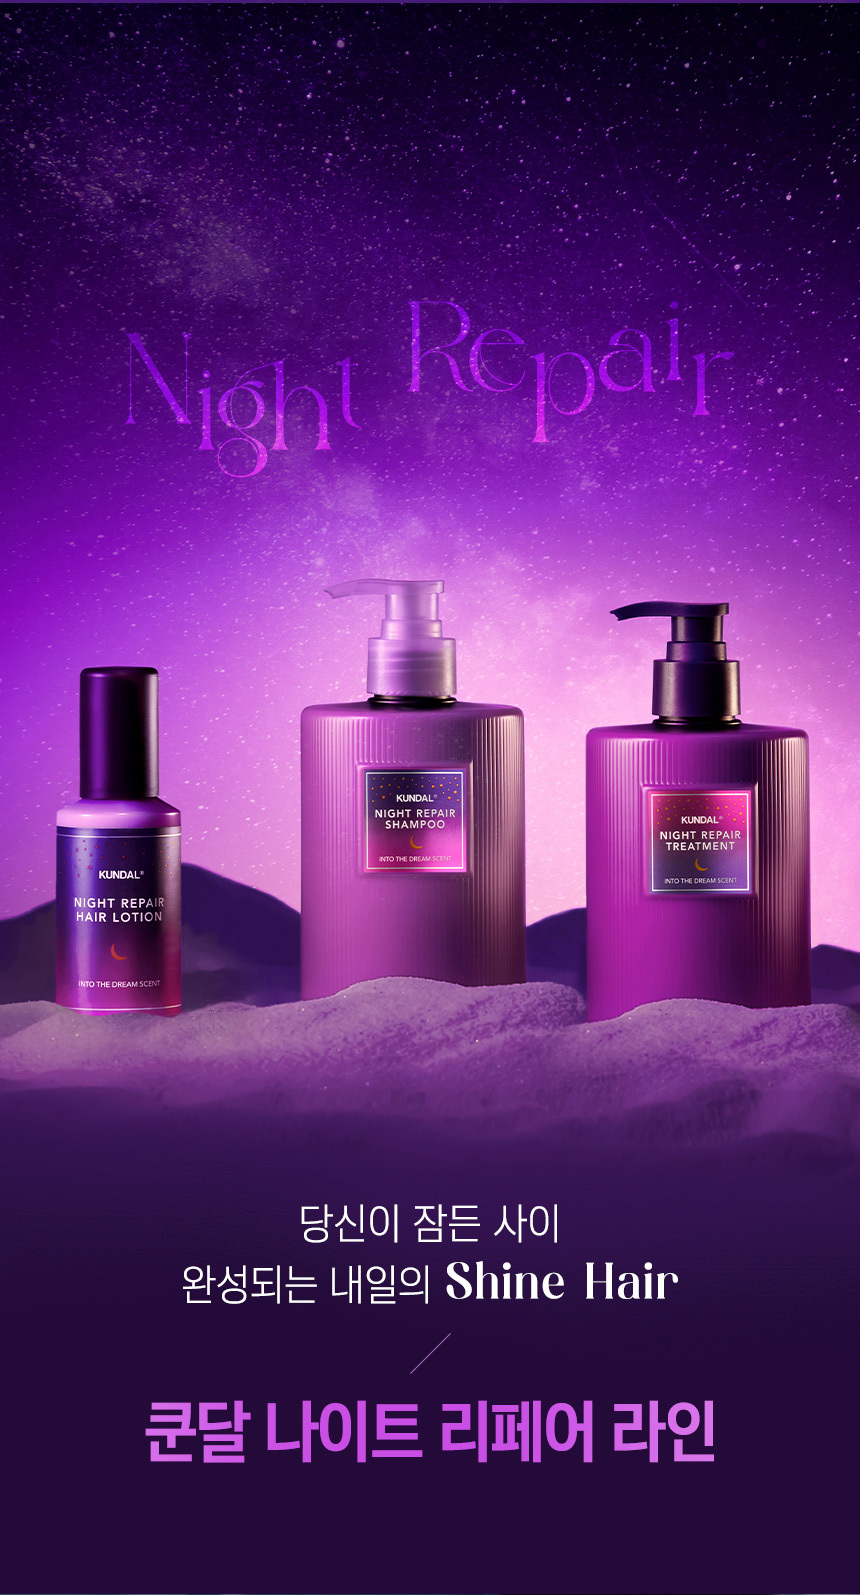 Night Repair
KUNDAL®
NIGHT REPAIR
SHAMPOO
INTO THE DREAM SCENT
KUNDAL®
NIGHT REPAIR
TREATMENT
INTO THE DREAM SCENT
KUNDAL®
NIGHT REPAIR
HAIR LOTION
INTO THE DREAM SCENT
당신이 잠든 사이
완성되는 내일의 Shine Hair
쿤달 나이트 리페어 라인